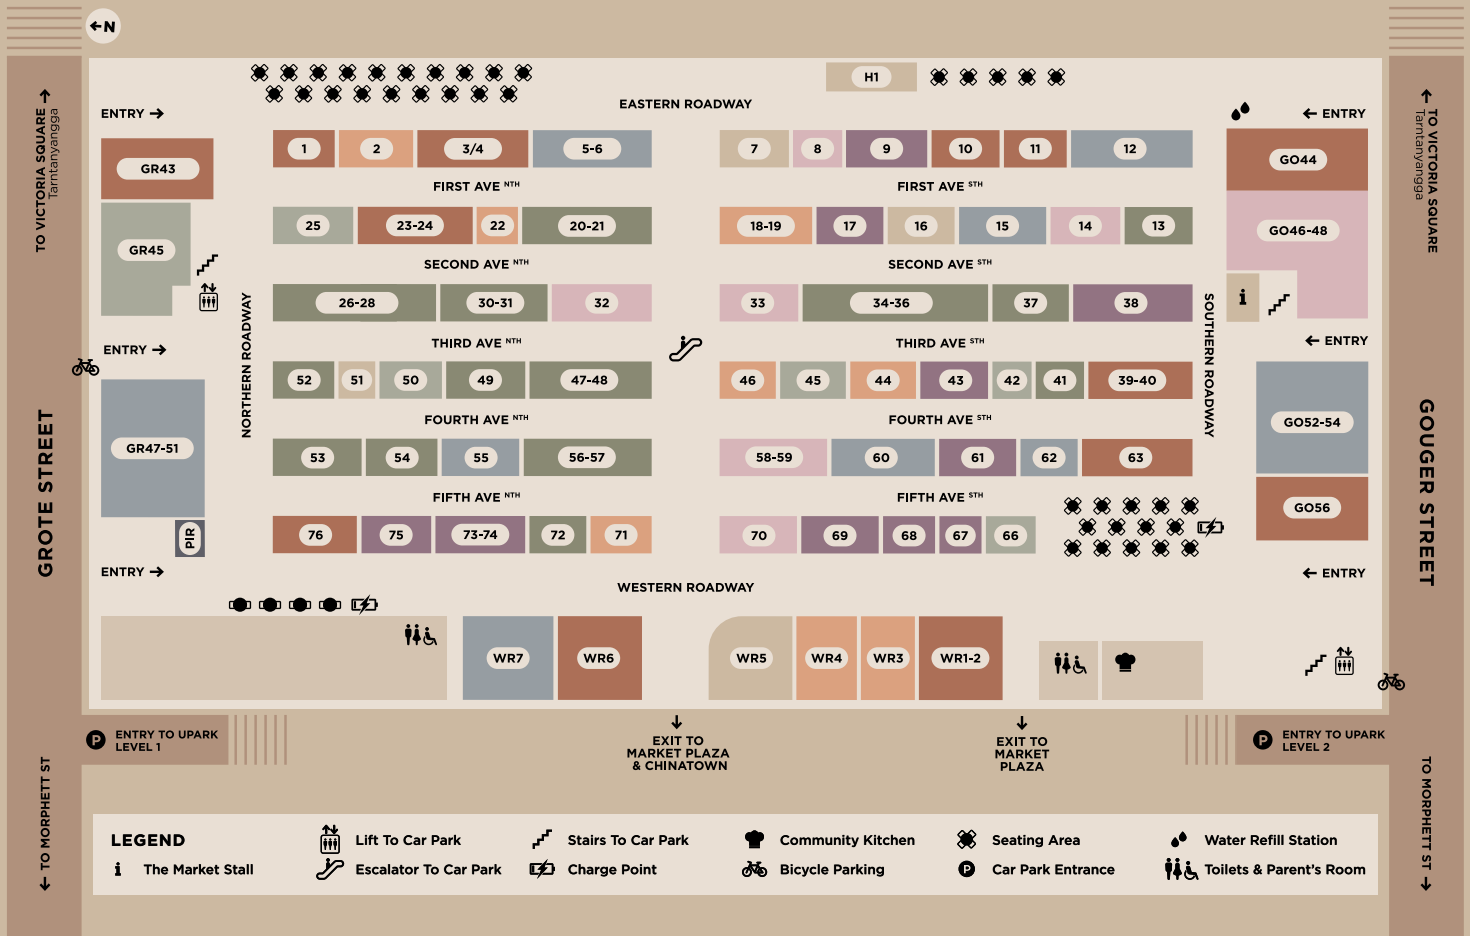 N
H1
EASTERN ROADWAY
ENTRY
ENTRY
TO VICTORIA SQUARE
Tarntanyangga
TO VICTORIA SQUARE
Tarntanyangga
GR43
1
2
3/4
5-6
7
8
9
10
11
12
GO44
FIRST AVE NTH
FIRST AVE STH
GR45
25
23-24
22
20-21
18-19
17
16
15
14
13
GO46-48
SECOND AVE NTH
SECOND AVE STH
26-28
30-31
32
33
34-36
37
38
i
NORTHERN ROADWAY
SOUTHERN ROADWAY
ENTRY
THIRD AVE NTH
THIRD AVE STH
ENTRY
52
51
50
49
47-48
46
45
44
43
42
41
39-40
FOURTH AVE NTH
FOURTH AVE STH
GROTE STREET
GOUGER STREET
GR47-51
53
54
55
56-57
58-59
60
61
62
63
GO52-54
FIFTH AVE NTH
FIFTH AVE STH
PIR
76
75
73-74
72
71
70
69
68
67
66
GO56
ENTRY
WESTERN ROADWAY
ENTRY
WR7
WR6
WR5
WR4
WR3
WR1-2
P
ENTRY TO UPARK
LEVEL 1
EXIT TO
MARKET PLAZA
& CHINATOWN
EXIT TO
MARKET
PLAZA
P
ENTRY TO UPARK
LEVEL 2
TO MORPHETT ST
TO MORPHETT ST
LEGEND
Lift To Car Park
Stairs To Car Park
Community Kitchen
Seating Area
Water Refill Station
i
The Market Stall
Escalator To Car Park
Charge Point
Bicycle Parking
P
Car Park Entrance
Toilets & Parent's Room